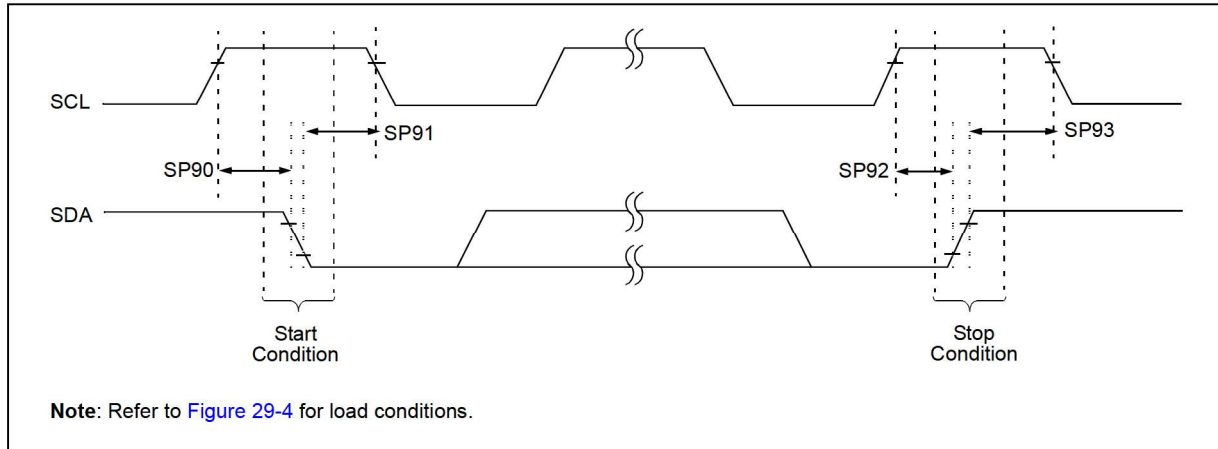 SCL
SP91
SP93
SP90
SP92
SDA
Start
Condition
Stop
Condition
Note: Refer to Figure 29-4 for load conditions.